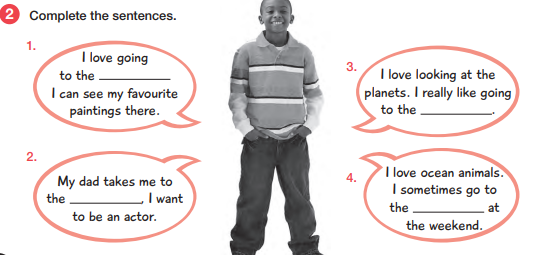 2 Complete the sentences.
1.
I love going
to the ________
I can see my favourite
paintings there.
2.
My dad takes me to
the ________, I want
to be an actor.
3.
I love looking at the
planets. I really like going
to the ________.
4.
I love ocean animals.
I sometimes go to
the ________ at
the weekend.